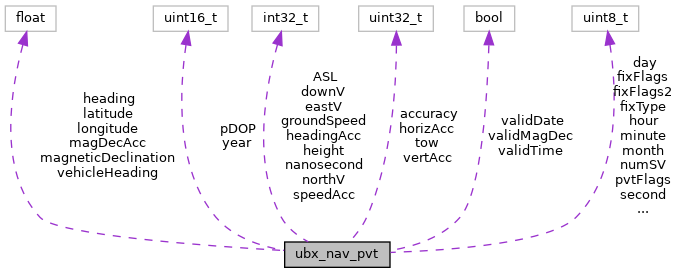 float
uint16_t
int32_t
uint32_t
bool
uint8_t
heading
latitude
longitude
magDecAcc
magneticDeclination
vehicleHeading
pDOP
year
ASL
downV
eastV
groundSpeed
headingAcc
height
nanosecond
northV
speedAcc
accuracy
horizAcc
tow
vertAcc
validDate
validMagDec
validTime
day
fixFlags
fixFlags2
fixType
hour
minute
month
numSV
pvtFlags
second
...
ubx_nav_pvt